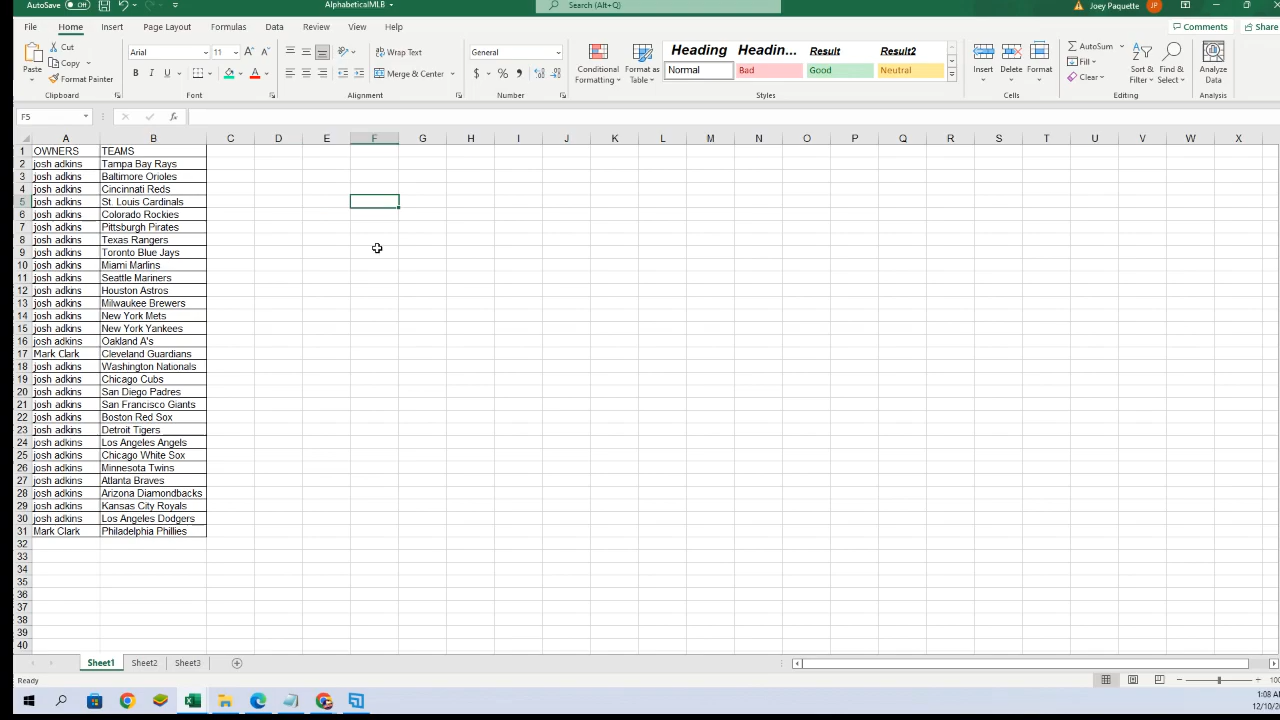 AutoSave Off AlphabeticalMLB Search (Alt+Q) Joey Paquette JP
File Home Insert Page Layout Formulas Data Review View Help Comments Share
Paste Cut Copy Format Painter Clipboard
Arial 11 B I U A Font
Wrap Text Merge & Center Alignment
General $ % Number
Conditional Formatting Format as Table
Heading Headin... Result Result2
Normal Bad Good Neutral
Styles
Insert Delete Format Cells
AutoSum Fill Clear Sort & Filter Find & Select Editing
Analyze Data Analysis
F5 fx
A B C D E F G H I J K L M N O P Q R S T U V W X
1 OWNERS TEAMS
2 josh adkins Tampa Bay Rays
3 josh adkins Baltimore Orioles
4 josh adkins Cincinnati Reds
5 josh adkins St. Louis Cardinals
6 josh adkins Colorado Rockies
7 josh adkins Pittsburgh Pirates
8 josh adkins Texas Rangers
9 josh adkins Toronto Blue Jays
10 josh adkins Miami Marlins
11 josh adkins Seattle Mariners
12 josh adkins Houston Astros
13 josh adkins Milwaukee Brewers
14 josh adkins New York Mets
15 josh adkins New York Yankees
16 josh adkins Oakland A's
17 Mark Clark Cleveland Guardians
18 josh adkins Washington Nationals
19 josh adkins Chicago Cubs
20 josh adkins San Diego Padres
21 josh adkins San Francisco Giants
22 josh adkins Boston Red Sox
23 josh adkins Detroit Tigers
24 josh adkins Los Angeles Angels
25 josh adkins Chicago White Sox
26 josh adkins Minnesota Twins
27 josh adkins Atlanta Braves
28 josh adkins Arizona Diamondbacks
29 josh adkins Kansas City Royals
30 josh adkins Los Angeles Dodgers
31 Mark Clark Philadelphia Phillies
32
33
34
35
36
37
38
39
40
Sheet1 Sheet2 Sheet3
Ready 100
1:08 AM
12/10/20